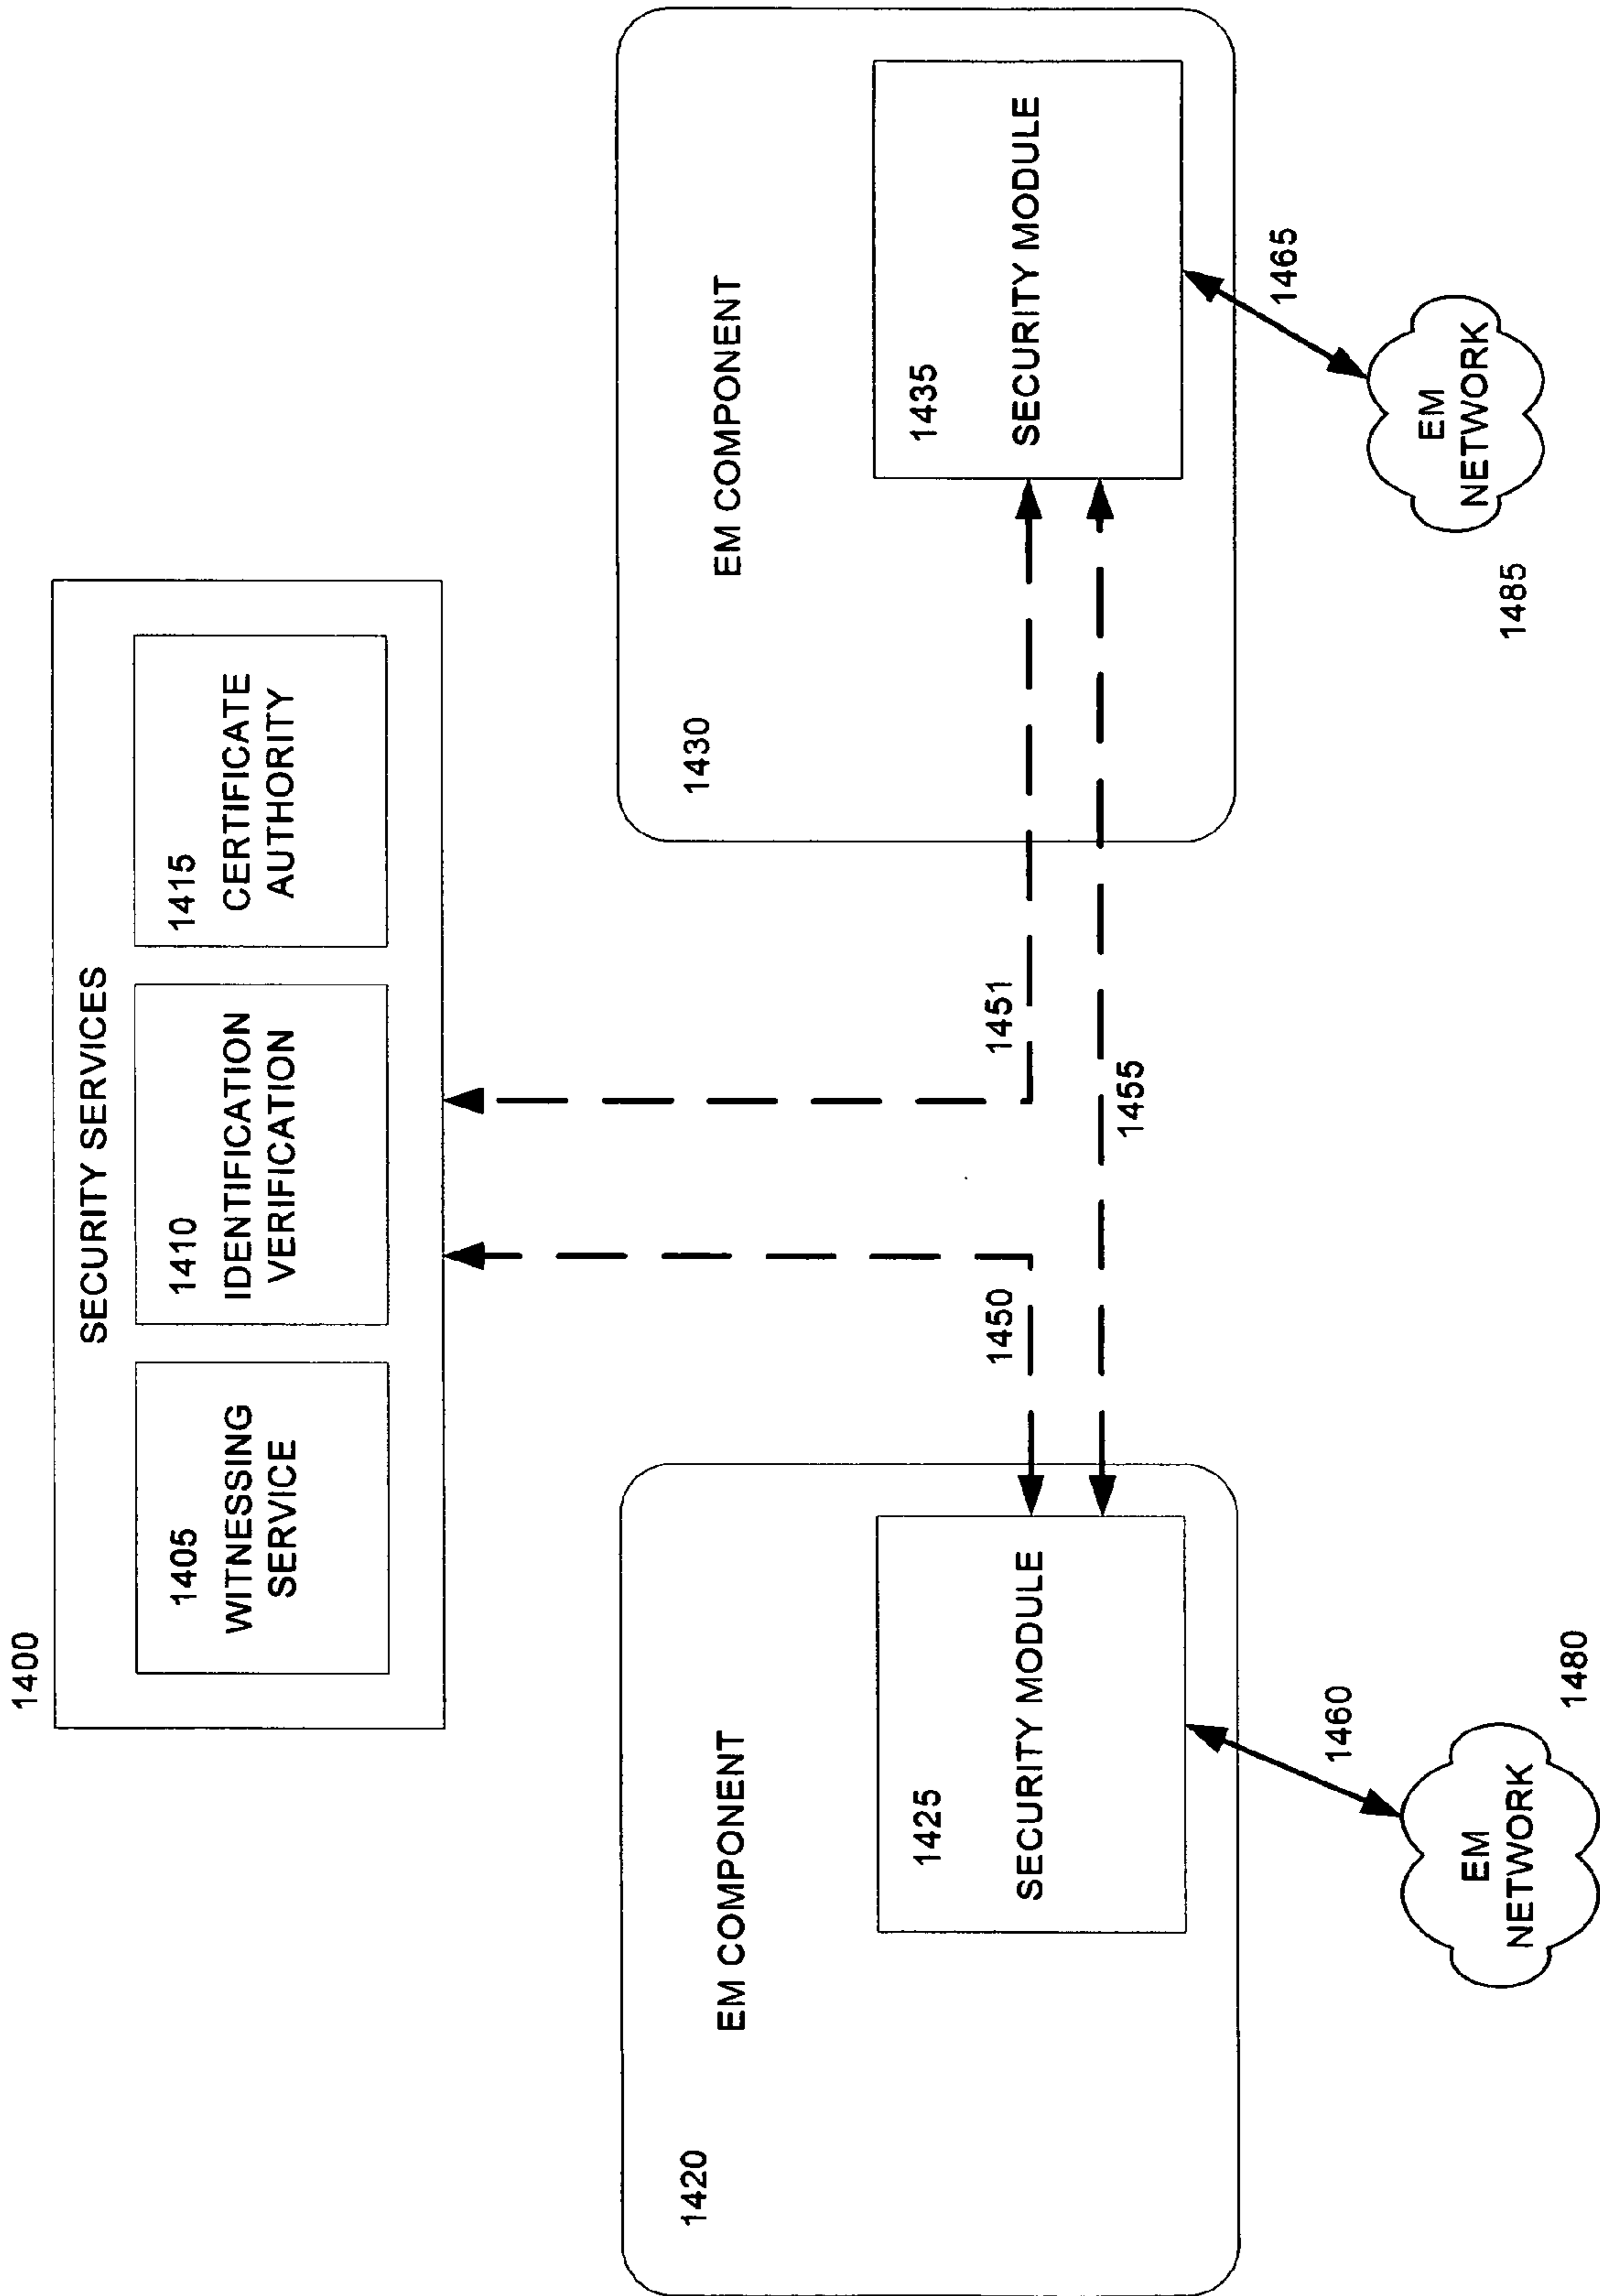 1400
SECURITY SERVICES
1405
WITNESSING
SERVICE
1410
IDENTIFICATION
VERIFICATION
1415
CERTIFICATE
AUTHORITY
1420
EM COMPONENT
1425
SECURITY MODULE
1430
EM COMPONENT
1435
SECURITY MODULE
1450
1451
1455
1460
EM
NETWORK
1480
1465
EM
NETWORK
1485